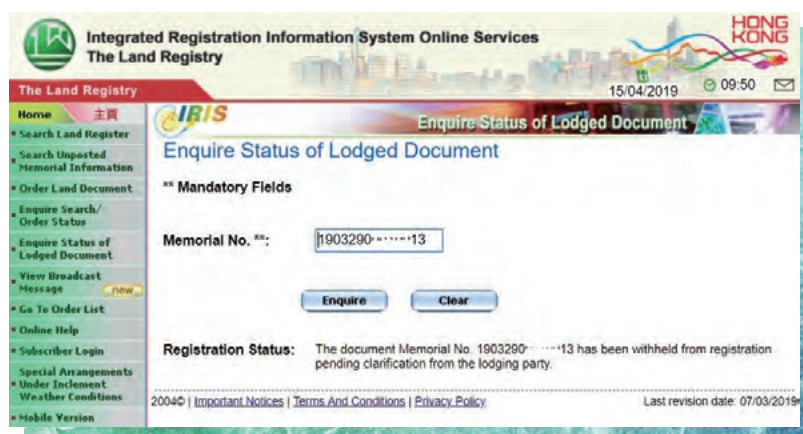 Integrated Registration Information System Online Services
The Land Registry
HONG
KONG
The Land Registry
15/04/2019
09:50
Home 主頁
Search Land Register
Search Unposted
Memorial Information
Order Land Document
Enquire Search/
Order Status
Enquire Status of
Lodged Document
View Broadcast
Message new
Go To Order List
Online Help
Subscriber Login
Special Arrangements
Under Inclement
Weather Conditions
Mobile Version
IRIS
Enquire Status of Lodged Document
Enquire Status of Lodged Document
** Mandatory Fields
Memorial No. **: 1903290·······13
Enquire Clear
Registration Status: The document Memorial No. 1903290·······13 has been withheld from registration
pending clarification from the lodging party.
2004© | Important Notices | Terms And Conditions | Privacy Policy Last revision date: 07/03/2019